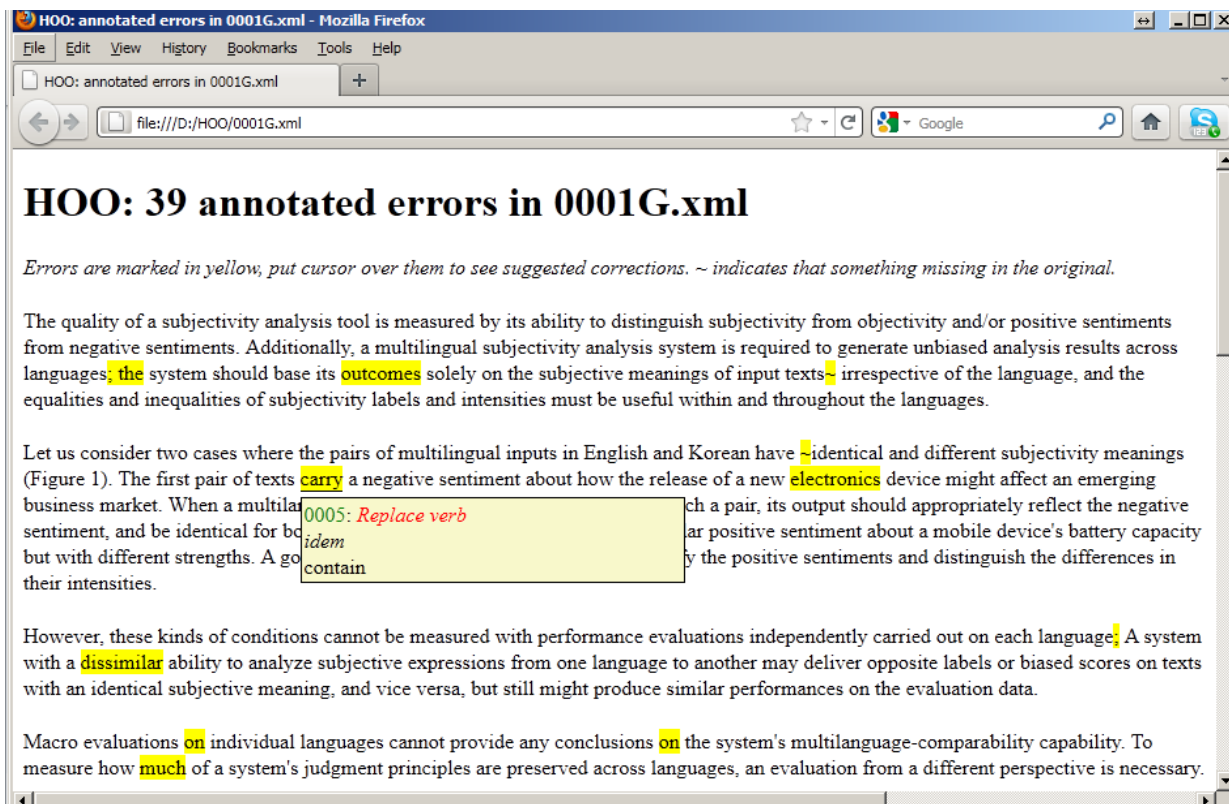 HOO: annotated errors in 0001G.xml - Mozilla Firefox
File Edit View History Bookmarks Tools Help
HOO: annotated errors in 0001G.xml
file:///D:/HOO/0001G.xml Google
HOO: 39 annotated errors in 0001G.xml
Errors are marked in yellow, put cursor over them to see suggested corrections. ~ indicates that something missing in the original.
The quality of a subjectivity analysis tool is measured by its ability to distinguish subjectivity from objectivity and/or positive sentiments
from negative sentiments. Additionally, a multilingual subjectivity analysis system is required to generate unbiased analysis results across
languages; the system should base its outcomes solely on the subjective meanings of input texts~ irrespective of the language, and the
equalities and inequalities of subjectivity labels and intensities must be useful within and throughout the languages.
Let us consider two cases where the pairs of multilingual inputs in English and Korean have ~identical and different subjectivity meanings
(Figure 1). The first pair of texts carry a negative sentiment about how the release of a new electronics device might affect an emerging
business market. When a multila ch a pair, its output should appropriately reflect the negative
sentiment, and be identical for bo lar positive sentiment about a mobile device's battery capacity
but with different strengths. A go y the positive sentiments and distinguish the differences in
their intensities.
0005: Replace verb
idem
contain
However, these kinds of conditions cannot be measured with performance evaluations independently carried out on each language; A system
with a dissimilar ability to analyze subjective expressions from one language to another may deliver opposite labels or biased scores on texts
with an identical subjective meaning, and vice versa, but still might produce similar performances on the evaluation data.
Macro evaluations on individual languages cannot provide any conclusions on the system's multilanguage-comparability capability. To
measure how much of a system's judgment principles are preserved across languages, an evaluation from a different perspective is necessary.